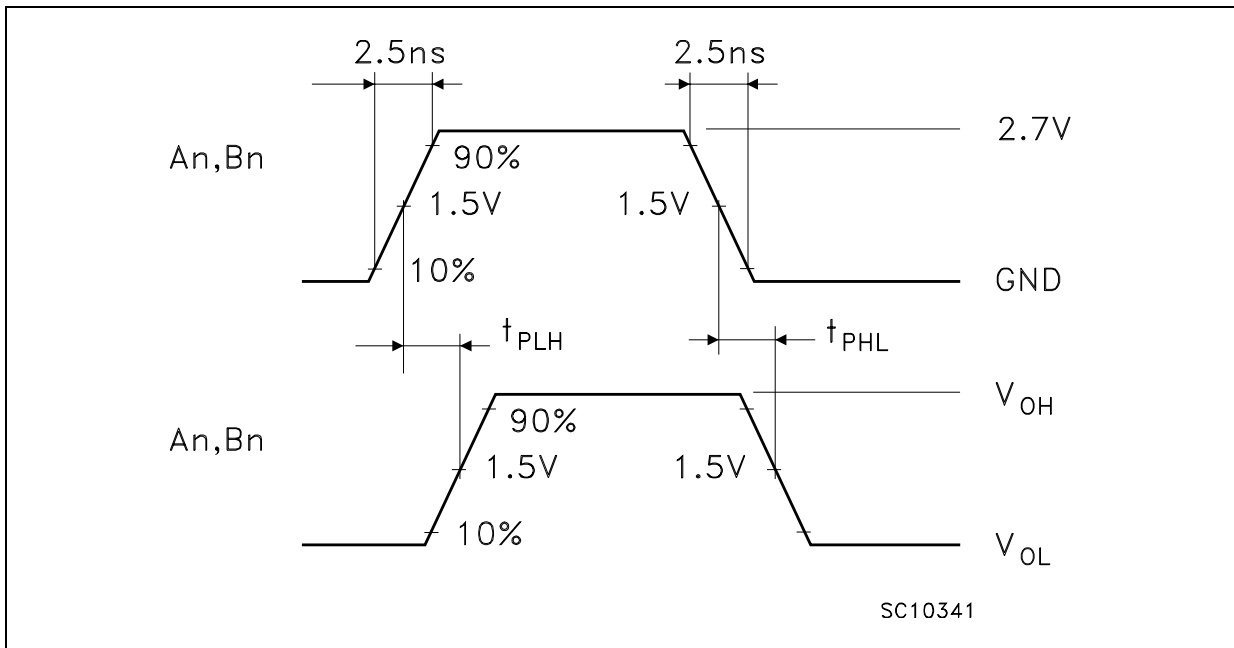 2.5ns 2.5ns
2.7V
An,Bn
90%
1.5V 1.5V
10%
GND
tPLH tPHL
VOH
90%
An,Bn
1.5V 1.5V
10%
VOL
SC10341